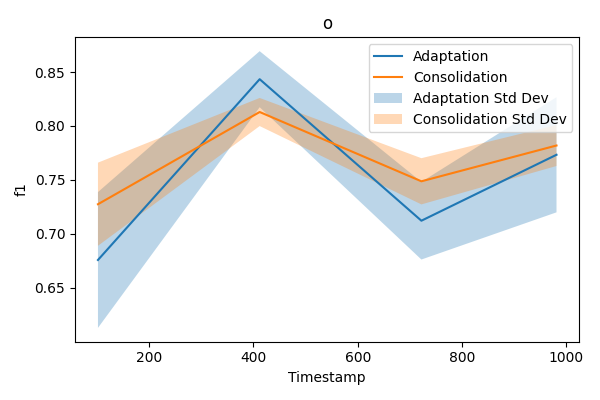 o
Adaptation
Consolidation
Adaptation Std Dev
Consolidation Std Dev
f1
0.85
0.80
0.75
0.70
0.65
200
400
600
800
1000
Timestamp